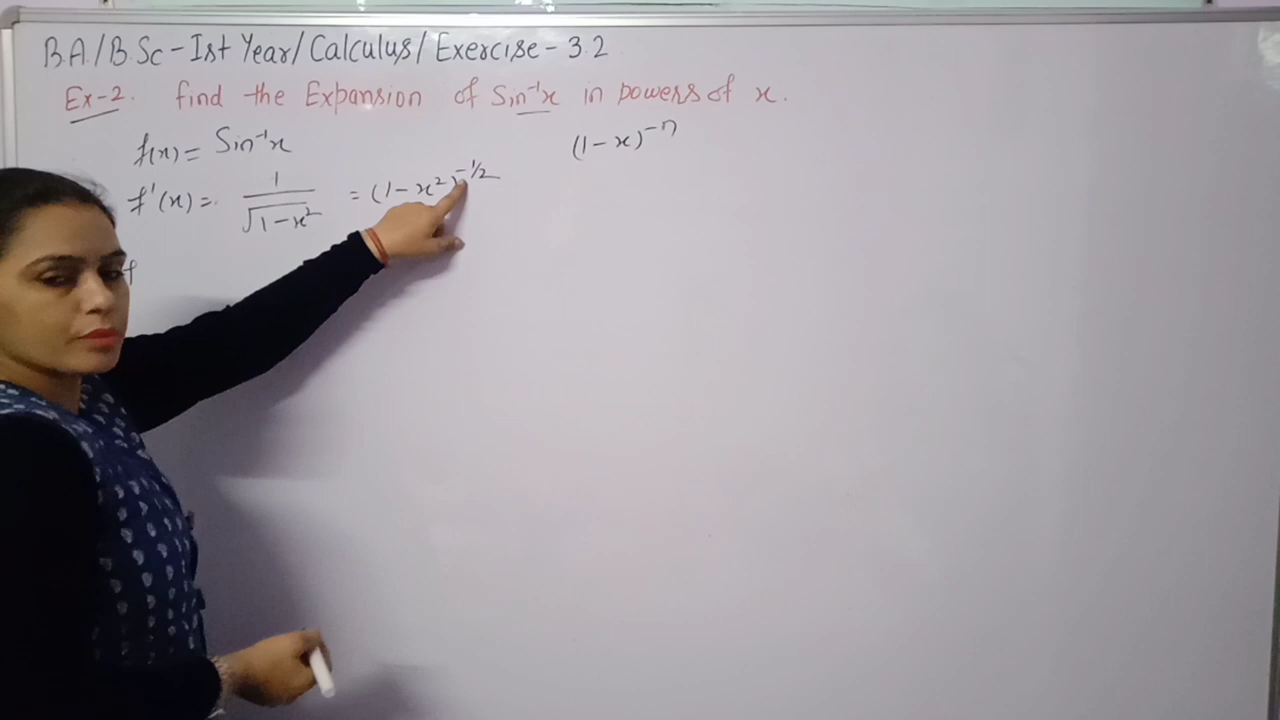 B.A./B.Sc-Ist Year/Calculus/Exercise-3.2
Ex-2. find the Expansion of Sin⁻¹x in powers of x.
f(x) = Sin⁻¹x
(1-x)⁻ⁿ
f'(x) = 1/√(1-x²) = (1-x²)^(-1/2)
f